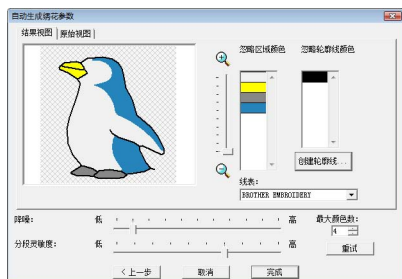 自动生成绣花参数
结果视图 原始视图
忽略区域颜色 忽略轮廓线颜色
创建轮廓线...
线表:
BROTHER EMBROIDERY
降噪: 低 高 最大颜色数:
4
分段灵敏度: 低 高 重试
< 上一步 取消 完成